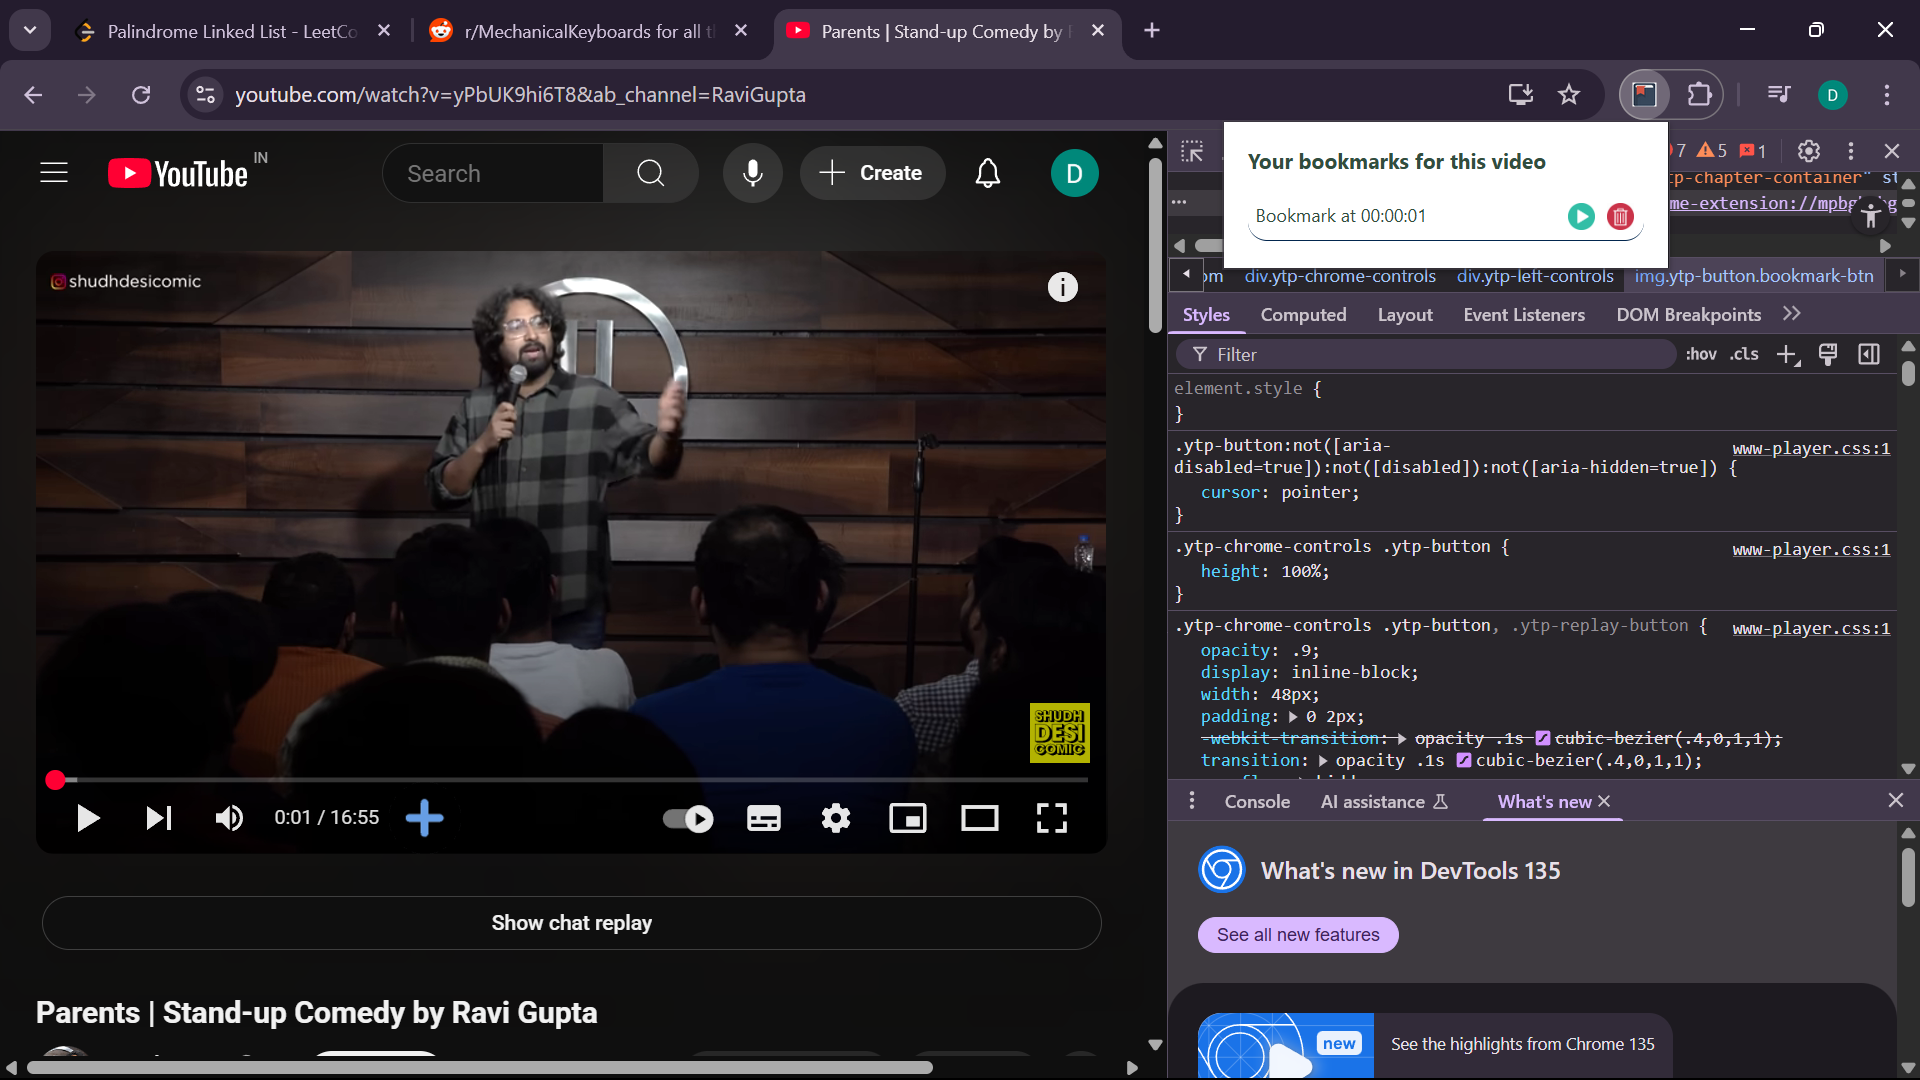 Palindrome Linked List - LeetCo
r/MechanicalKeyboards for all t
Parents | Stand-up Comedy by
youtube.com/watch?v=yPbUK9hi6T8&ab_channel=RaviGupta
D
YouTube IN
Search
Create
D
Your bookmarks for this video
Bookmark at 00:00:01
7 5 1
tp-chapter-container" st
div.ytp-chrome-controls div.ytp-left-controls img.ytp-button.bookmark-btn
Styles Computed Layout Event Listeners DOM Breakpoints
Filter
:hov .cls
element.style {
}
.ytp-button:not([aria- www-player.css:1
disabled=true]):not([disabled]):not([aria-hidden=true]) {
cursor: pointer;
}
.ytp-chrome-controls .ytp-button { www-player.css:1
height: 100%;
}
.ytp-chrome-controls .ytp-button, .ytp-replay-button { www-player.css:1
opacity: .9;
display: inline-block;
width: 48px;
padding: 0 2px;
-webkit-transition: opacity .1s cubic-bezier(.4,0,1,1);
transition: opacity .1s cubic-bezier(.4,0,1,1);
shudhdesicomic
SHUDH
DESI
COMIC
0:01 / 16:55
Show chat replay
Parents | Stand-up Comedy by Ravi Gupta
Console AI assistance What's new
What's new in DevTools 135
See all new features
new
See the highlights from Chrome 135